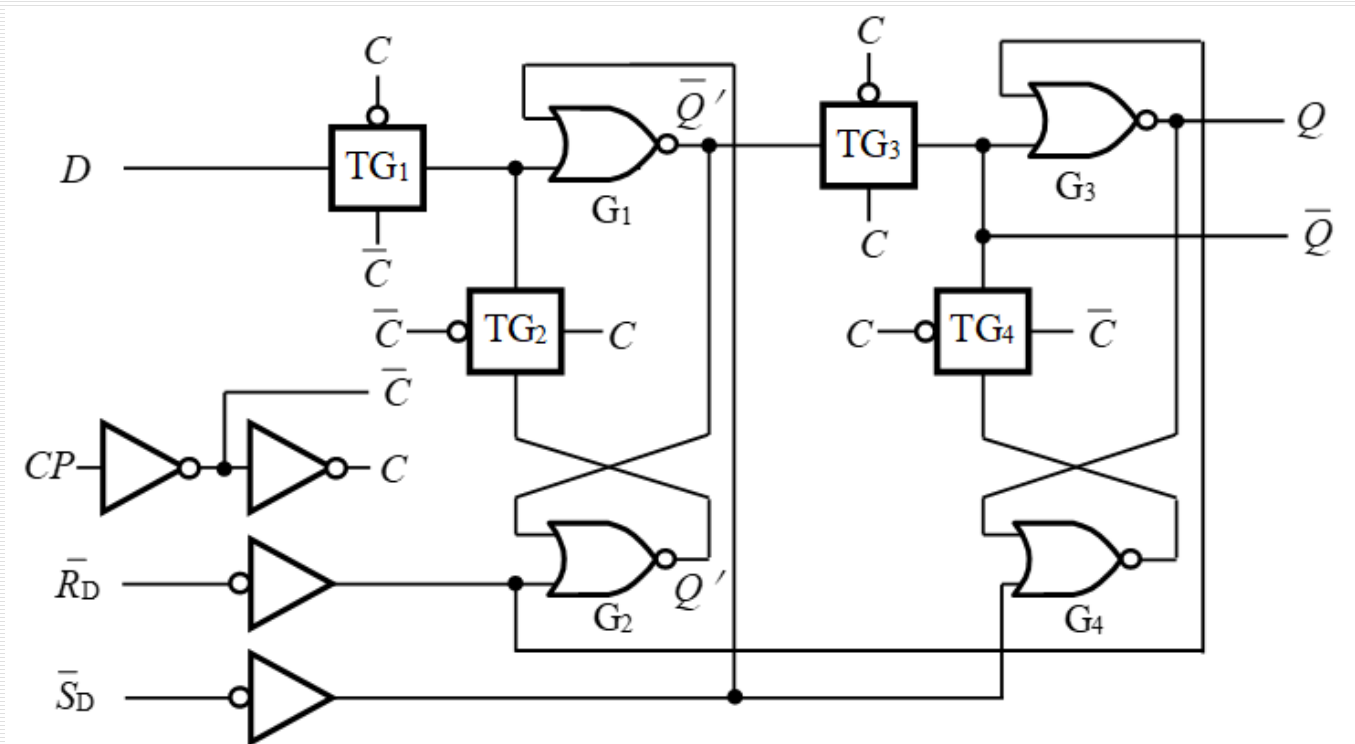 C
C
Q̅ ′
Q
D
TG₁
TG₃
G₃
G₁
C̅
C
Q̅
C̅
TG₂
C
C
TG₄
C̅
C̅
CP
C
R̅D
Q ′
G₂
G₄
S̅D